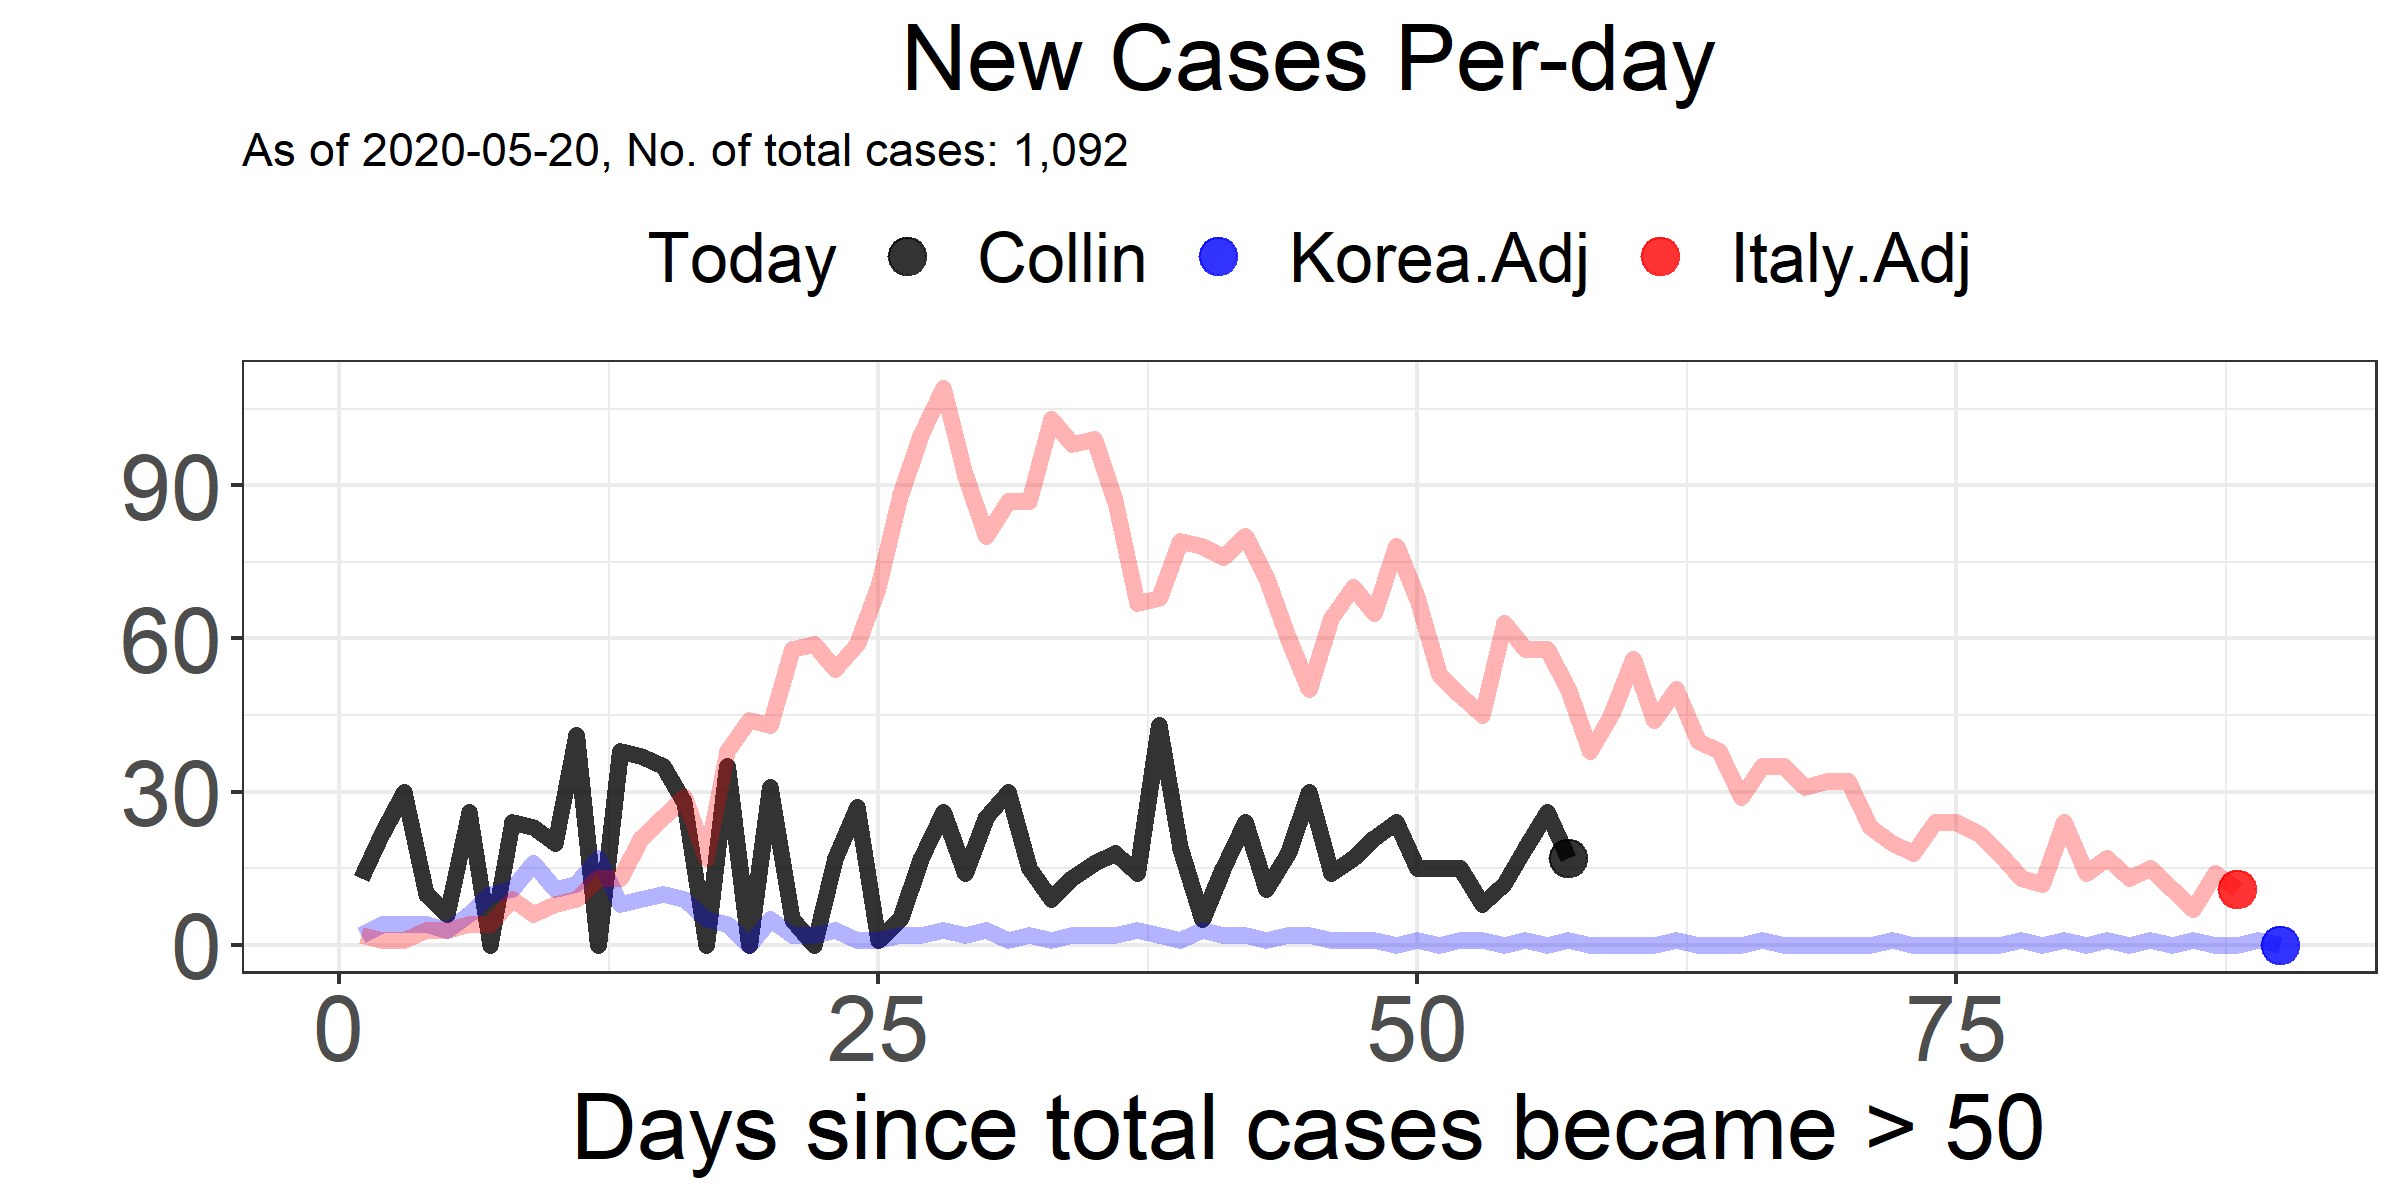 New Cases Per-day
As of 2020-05-20, No. of total cases: 1,092
Today Collin Korea.Adj Italy.Adj
90
60
30
0
0 25 50 75
Days since total cases became > 50